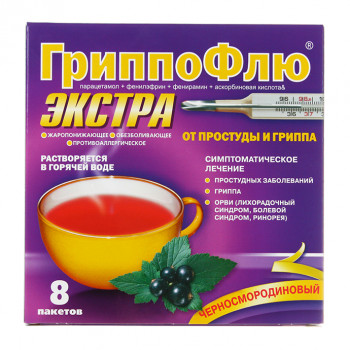 ГриппоФлю®
парацетамол + фенилэфрин + фенирамин + аскорбиновая кислота&
ЭКСТРА
ЖАРОПОНИЖАЮЩЕЕ ОБЕЗБОЛИВАЮЩЕЕ
ПРОТИВОАЛЛЕРГИЧЕСКОЕ
ОТ ПРОСТУДЫ И ГРИППА
РАСТВОРЯЕТСЯ
В ГОРЯЧЕЙ ВОДЕ
СИМПТОМАТИЧЕСКОЕ
ЛЕЧЕНИЕ
ПРОСТУДНЫХ ЗАБОЛЕВАНИЙ
ГРИППА
ОРВИ (ЛИХОРАДОЧНЫЙ
СИНДРОМ, БОЛЕВОЙ
СИНДРОМ, РИНОРЕЯ)
8
пакетов
ЧЕРНОСМОРОДИНОВЫЙ